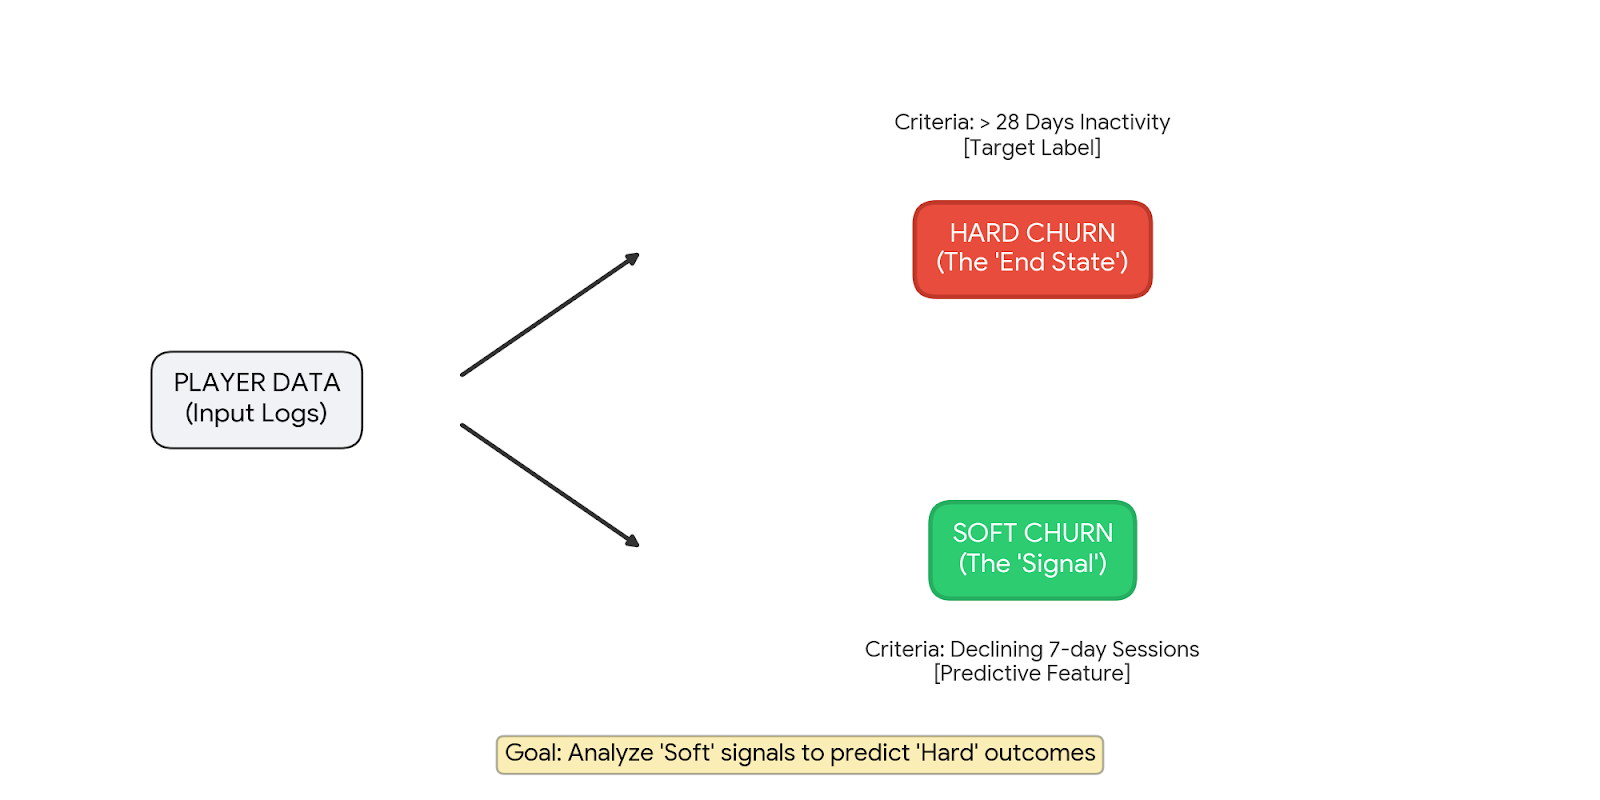 Criteria: > 28 Days Inactivity
[Target Label]
HARD CHURN
(The 'End State')
PLAYER DATA
(Input Logs)
SOFT CHURN
(The 'Signal')
Criteria: Declining 7-day Sessions
[Predictive Feature]
Goal: Analyze 'Soft' signals to predict 'Hard' outcomes